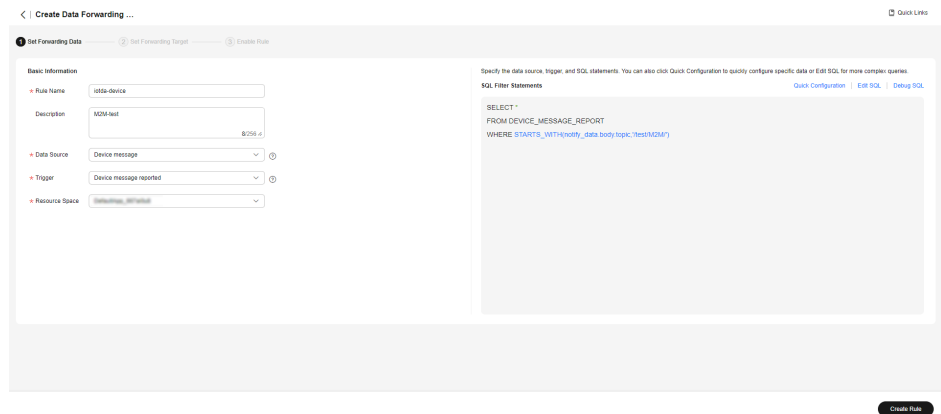 Create Data Forwarding ...
Quick Links
1 Set Forwarding Data 2 Set Forwarding Target 3 Enable Rule
Basic Information
* Rule Name iotda-device
Description M2M-test
8/256
* Data Source Device message
* Trigger Device message reported
* Resource Space
Specify the data source, trigger, and SQL statements. You can also click Quick Configuration to quickly configure specific data or Edit SQL for more complex queries.
SQL Filter Statements Quick Configuration | Edit SQL | Debug SQL
SELECT *
FROM DEVICE_MESSAGE_REPORT
WHERE STARTS_WITH(notify_data.body.topic,'/test/M2M/')
Create Rule